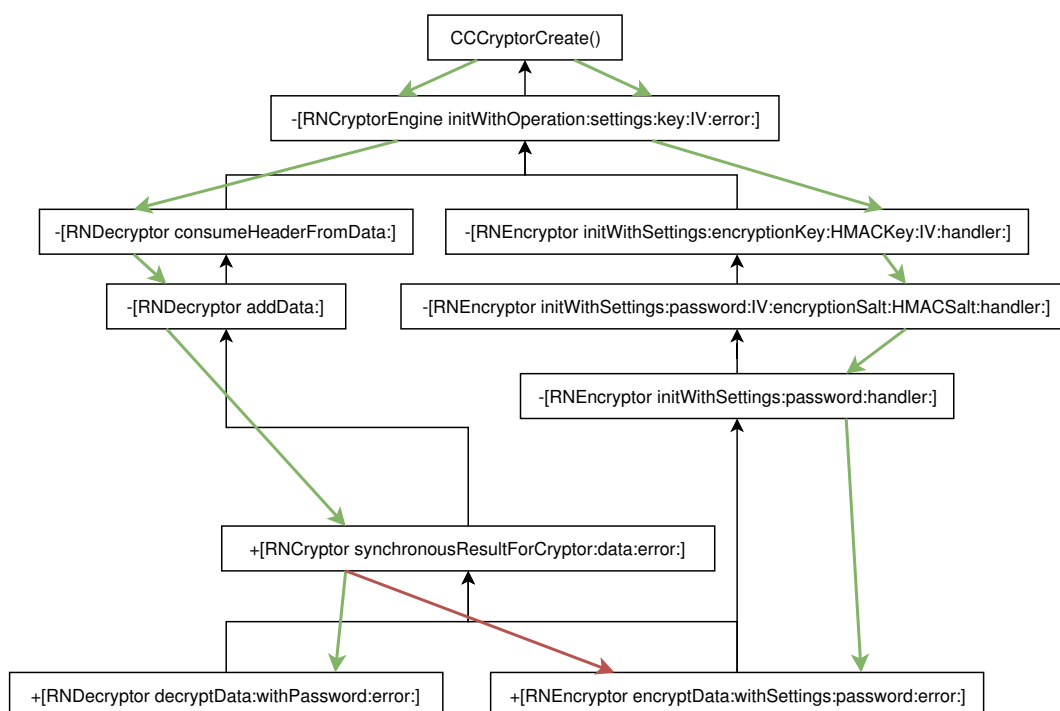 CCCryptorCreate()
-[RNCryptorEngine initWithOperation:settings:key:IV:error:]
-[RNDecryptor consumeHeaderFromData:]
-[RNEncryptor initWithSettings:encryptionKey:HMACKey:IV:handler:]
-[RNDecryptor addData:]
-[RNEncryptor initWithSettings:password:IV:encryptionSalt:HMACSalt:handler:]
-[RNEncryptor initWithSettings:password:handler:]
+[RNCryptor synchronousResultForCryptor:data:error:]
+[RNDecryptor decryptData:withPassword:error:]
+[RNEncryptor encryptData:withSettings:password:error:]